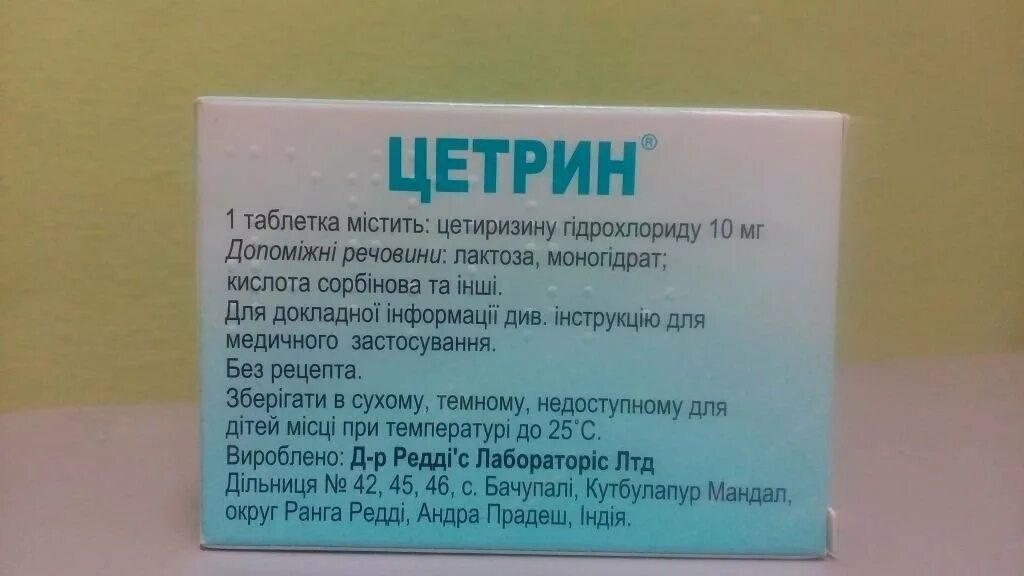 ЦЕТРИН®
1 таблетка містить: цетиризину гідрохлориду 10 мг
Допоміжні речовини: лактоза, моногідрат;
кислота сорбінова та інші.
Для докладної інформації див. інструкцію для
медичного застосування.
Без рецепта.
Зберігати в сухому, темному, недоступному для
дітей місці при температурі до 25°С.
Вироблено: Д-р Редді'с Лабораторіс Лтд
Дільниця № 42, 45, 46, с. Бачупалі, Кутбулапур Мандал,
округ Ранга Редді, Андра Прадеш, Індія.